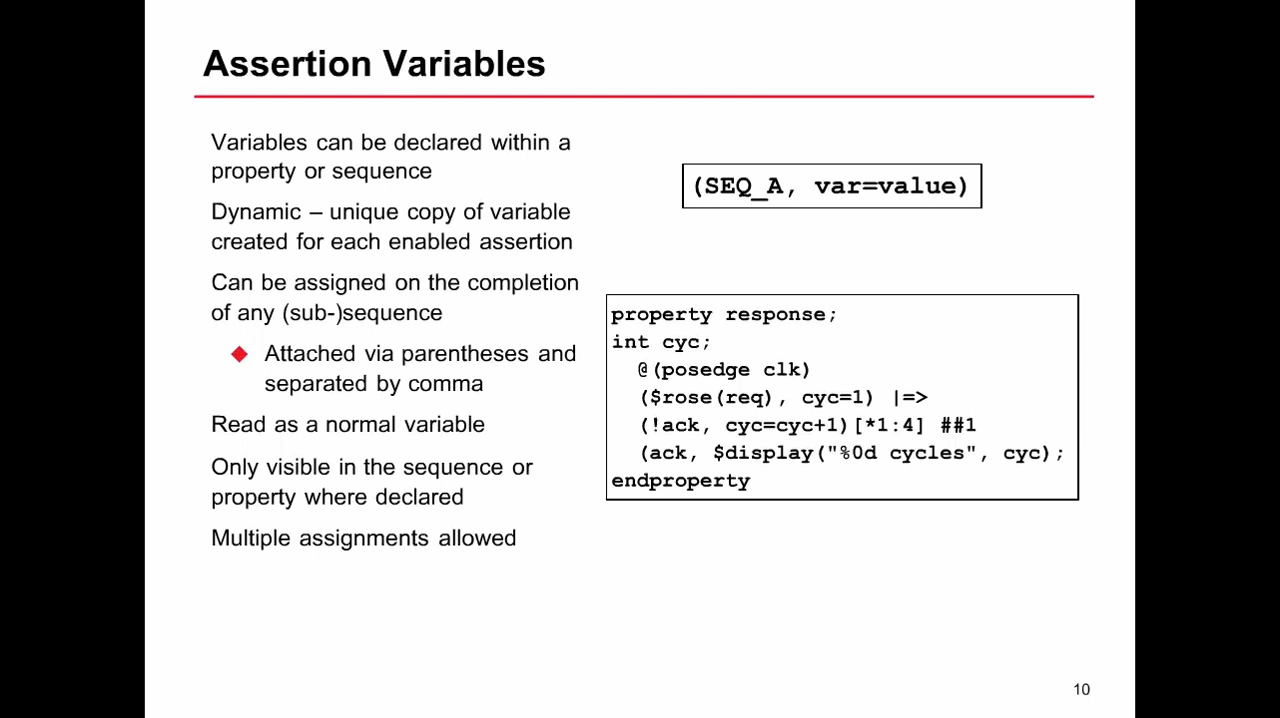 Assertion Variables
Variables can be declared within a
property or sequence
Dynamic – unique copy of variable
created for each enabled assertion
Can be assigned on the completion
of any (sub-)sequence
Attached via parentheses and
separated by comma
Read as a normal variable
Only visible in the sequence or
property where declared
Multiple assignments allowed
(SEQ_A, var=value)
property response;
int cyc;
@(posedge clk)
($rose(req), cyc=1) |=>
(!ack, cyc=cyc+1)[*1:4] ##1
(ack, $display("%0d cycles", cyc);
endproperty
10